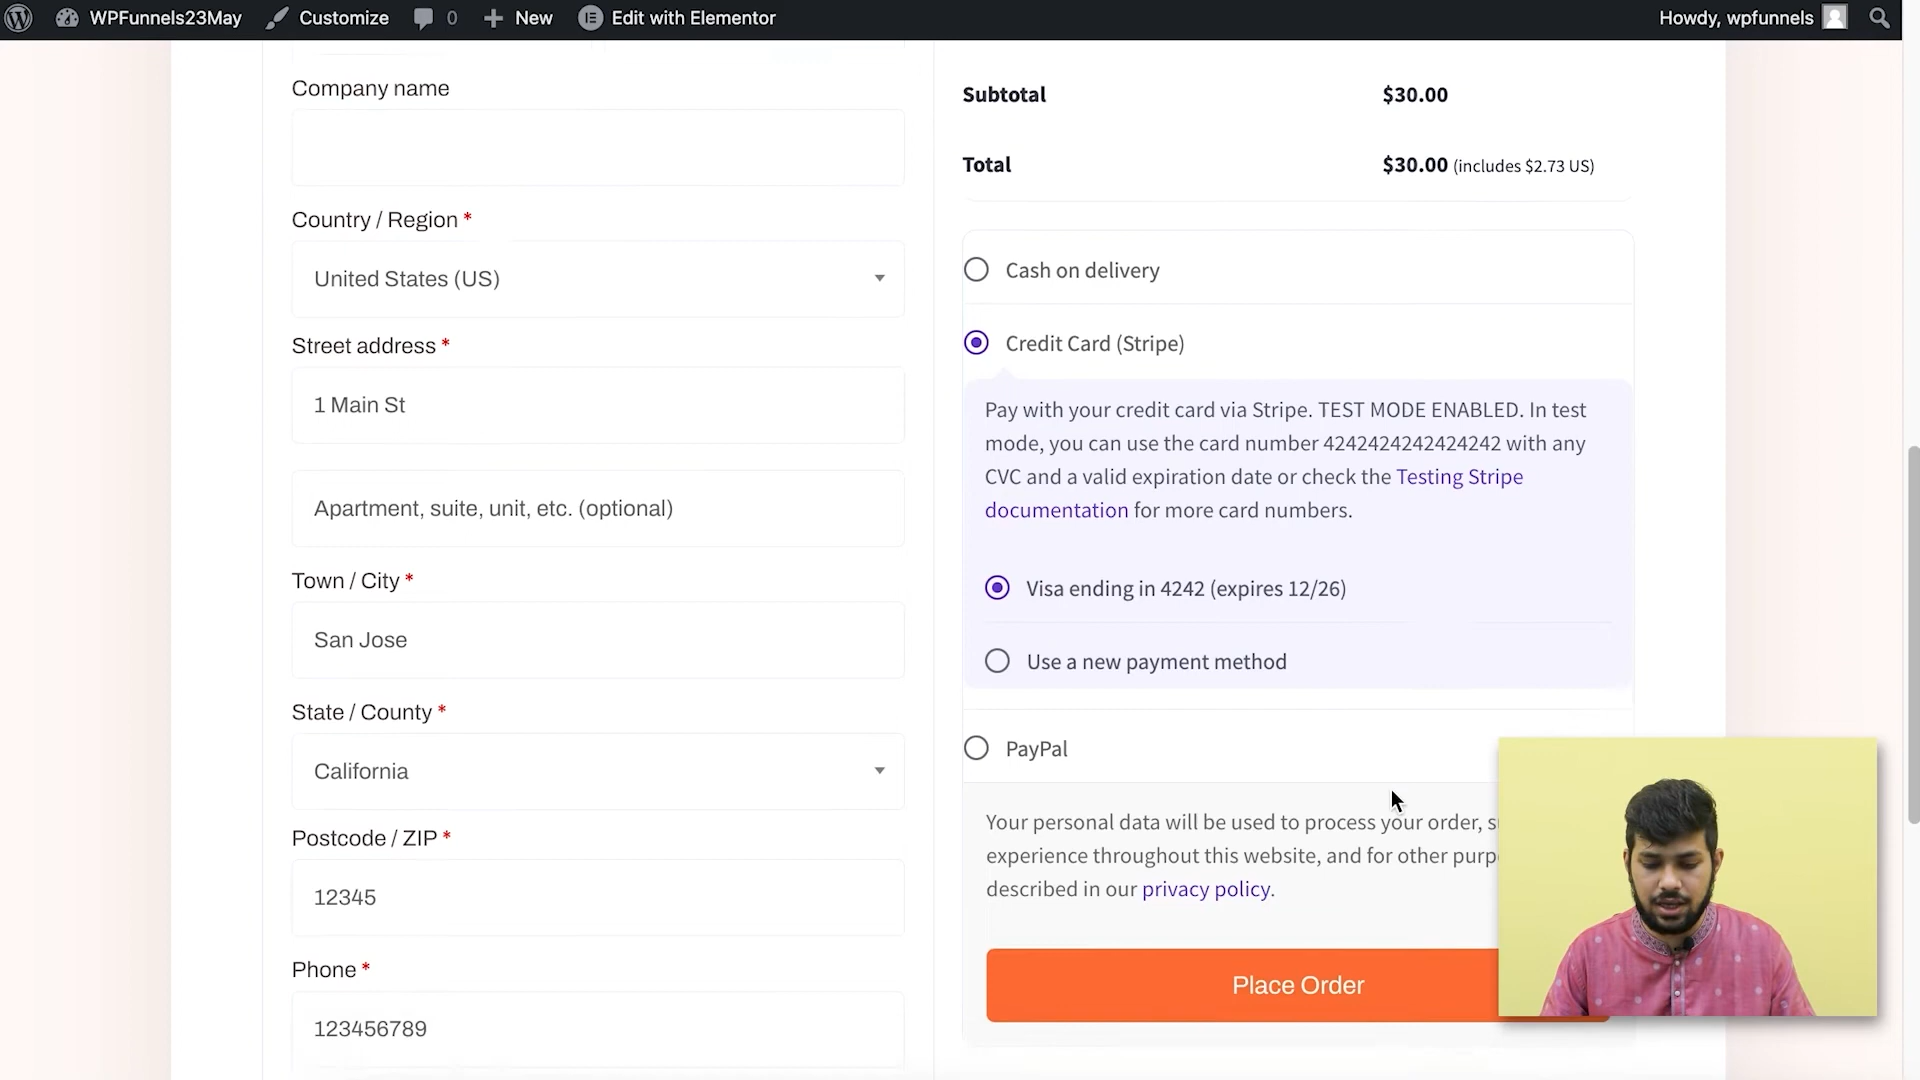 WPFunnels23May Customize 0 New Edit with Elementor Howdy, wpfunnels
Company name
Country / Region *
United States (US)
Street address *
1 Main St
Apartment, suite, unit, etc. (optional)
Town / City *
San Jose
State / County *
California
Postcode / ZIP *
12345
Phone *
123456789
Subtotal $30.00
Total $30.00 (includes $2.73 US)
Cash on delivery
Credit Card (Stripe)
Pay with your credit card via Stripe. TEST MODE ENABLED. In test
mode, you can use the card number 4242424242424242 with any
CVC and a valid expiration date or check the Testing Stripe
documentation for more card numbers.
Visa ending in 4242 (expires 12/26)
Use a new payment method
PayPal
Your personal data will be used to process your order,
experience throughout this website, and for other
described in our privacy policy.
Place Order